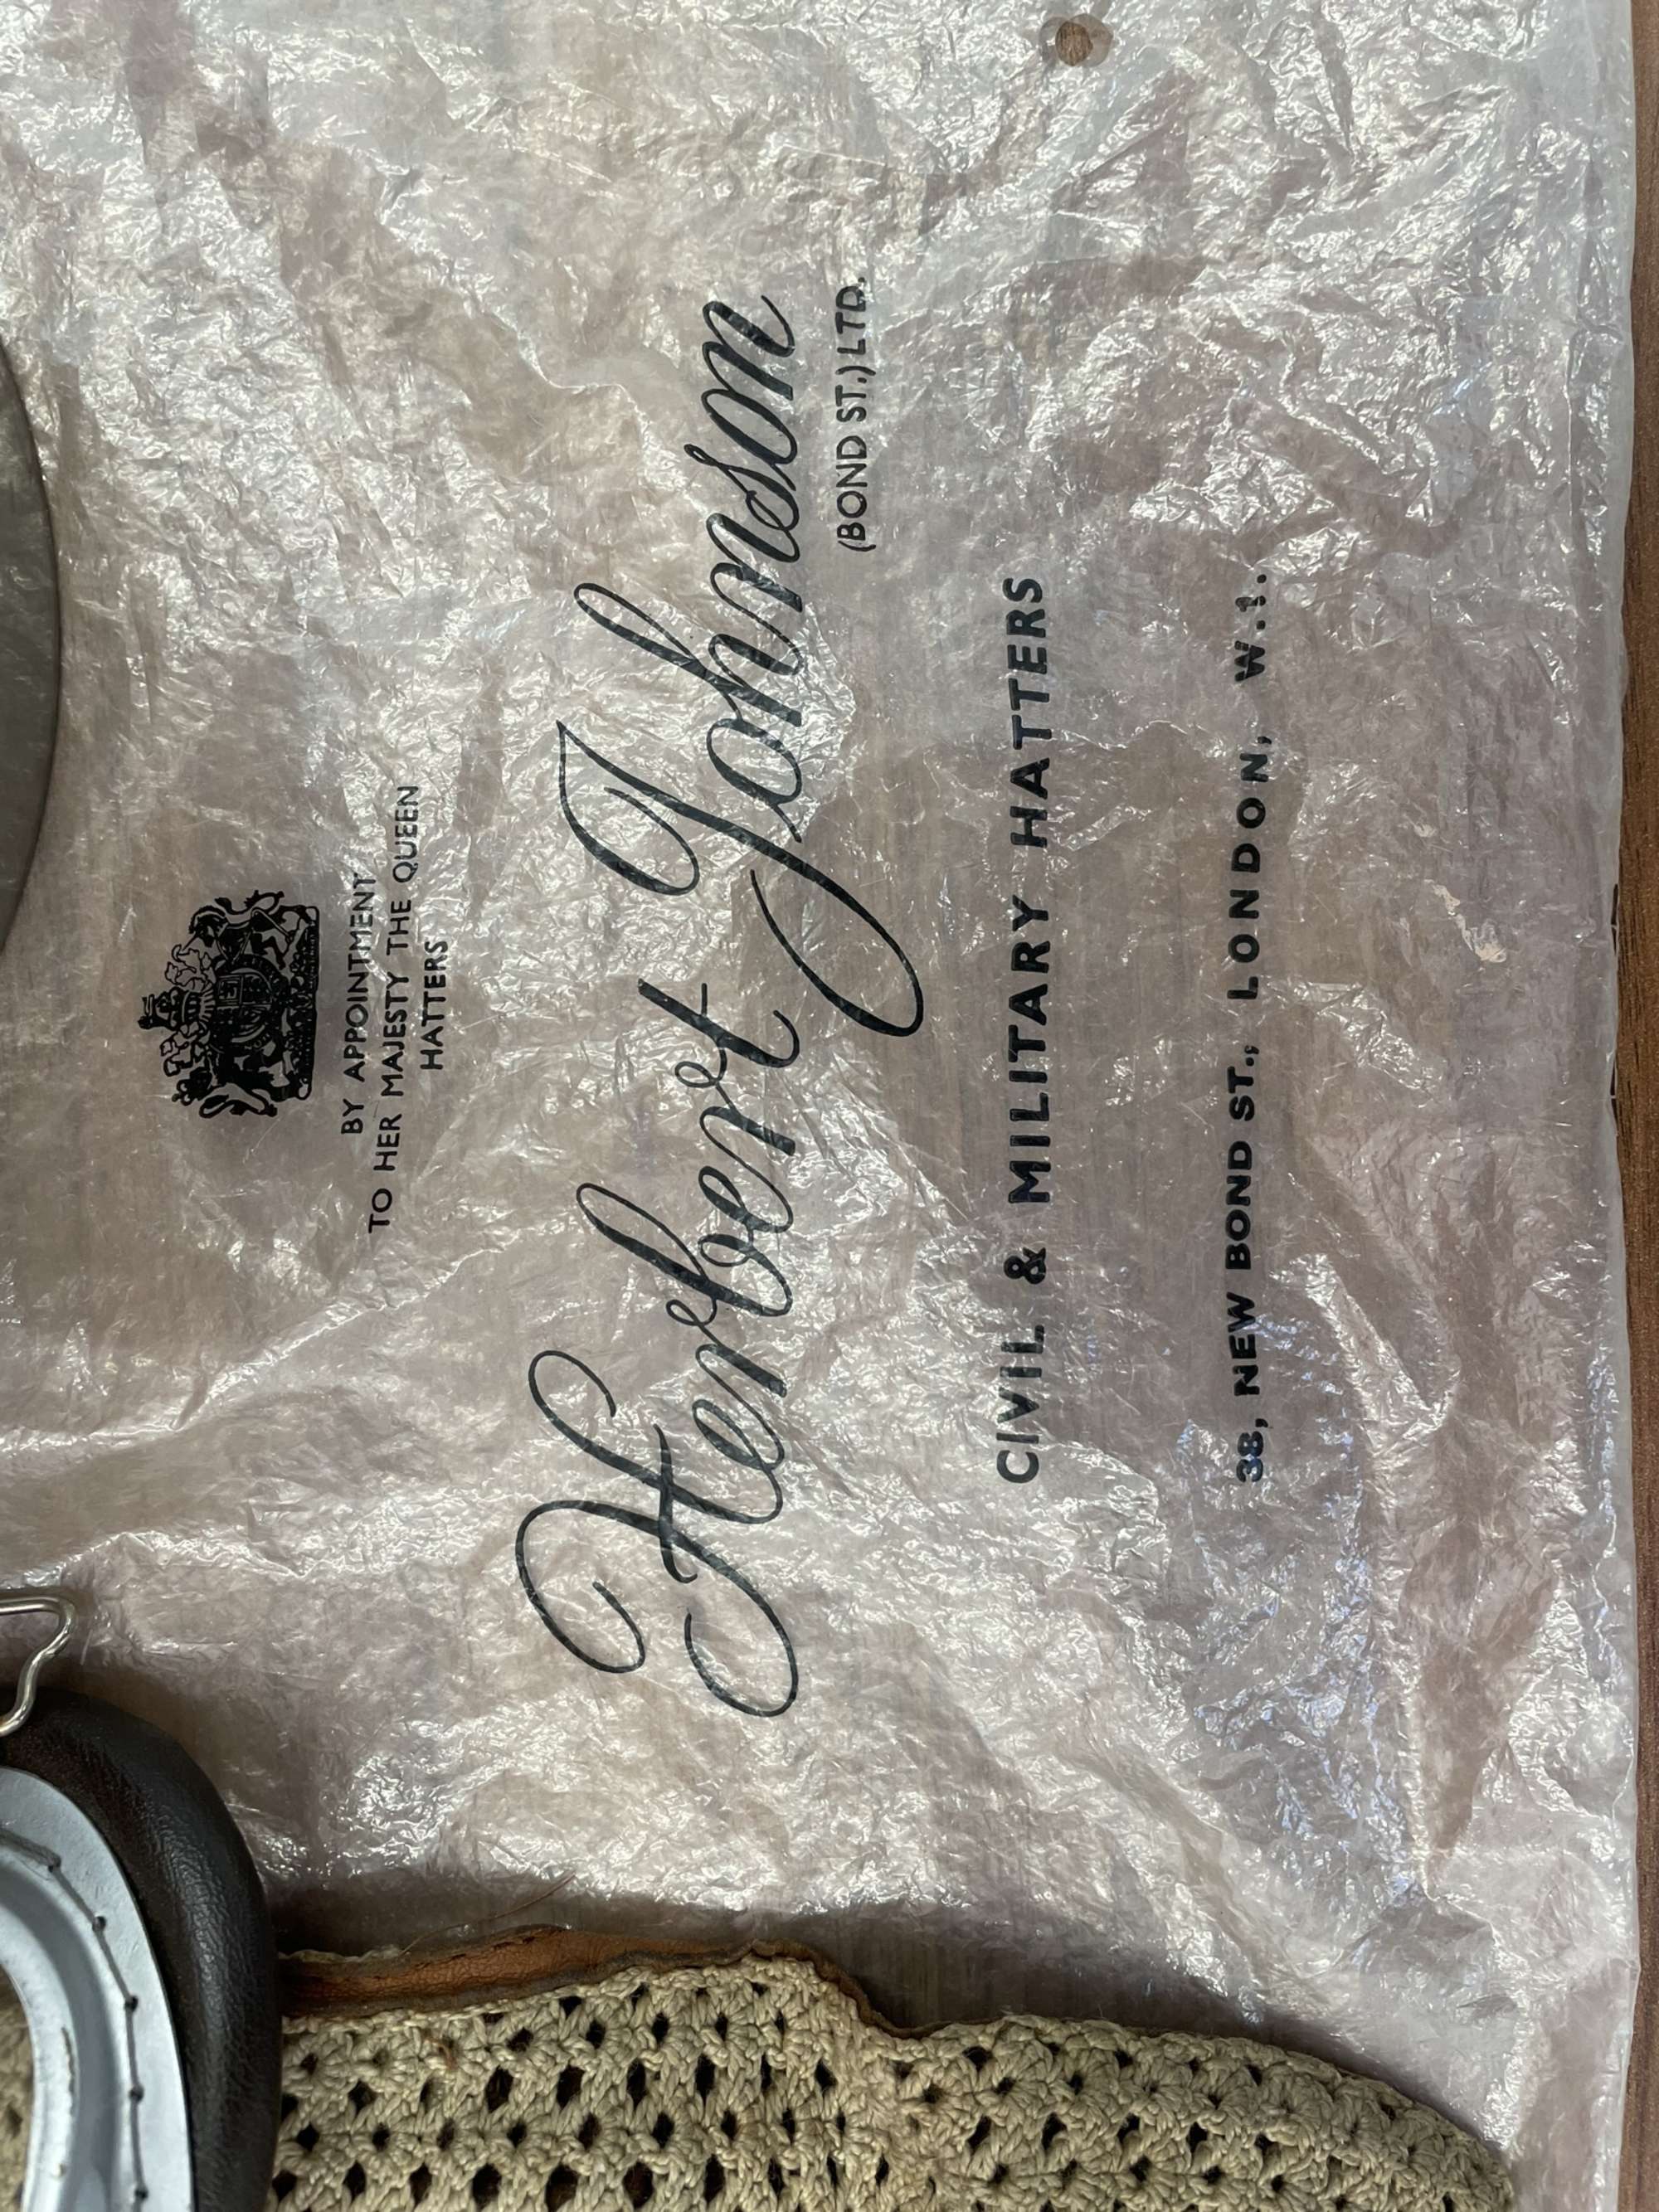 BY APPOINTMENT
TO HER MAJESTY THE QUEEN
HATTERS
Herbert Johnson
(BOND ST.) LTD.
CIVIL & MILITARY HATTERS
38, NEW BOND ST., LONDON, W.1.